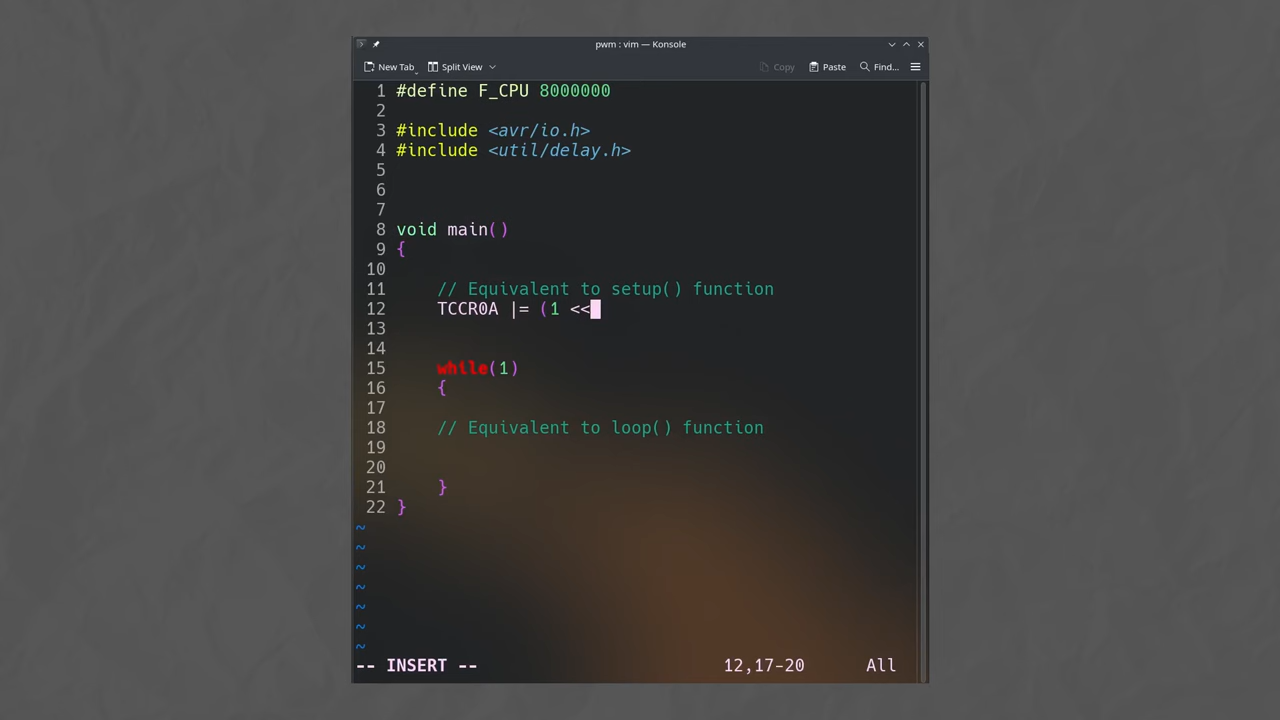 pwm : vim — Konsole
New Tab Split View Copy Paste Find...
1 #define F_CPU 8000000
2
3 #include <avr/io.h>
4 #include <util/delay.h>
5
6
7
8 void main()
9 {
10
11 // Equivalent to setup() function
12 TCCR0A |= (1 <<
13
14
15 while(1)
16 {
17
18 // Equivalent to loop() function
19
20
21 }
22 }
~
~
~
~
~
~
~
-- INSERT -- 12,17-20 All